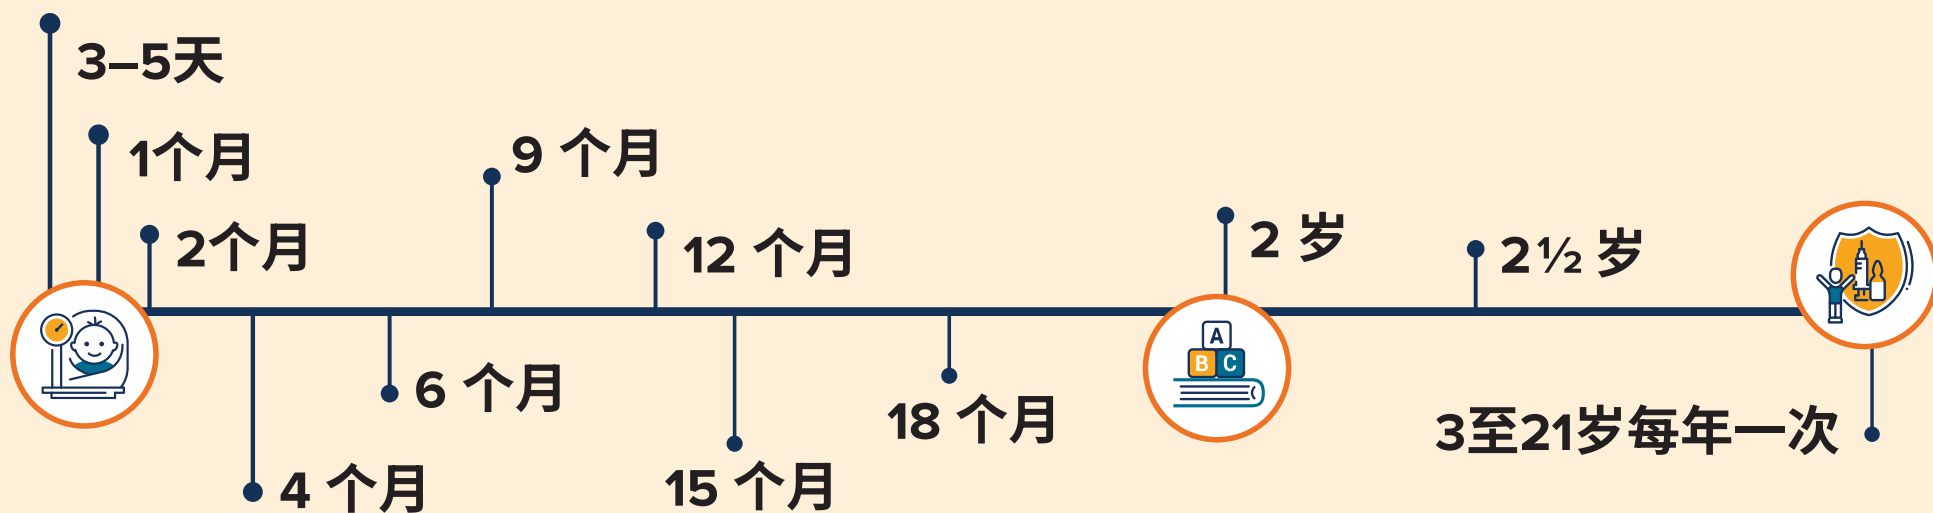 3–5天
1个月
2个月
4 个月
6 个月
9 个月
12 个月
15 个月
18 个月
A
B C
2 岁
2½ 岁
3至21岁每年一次